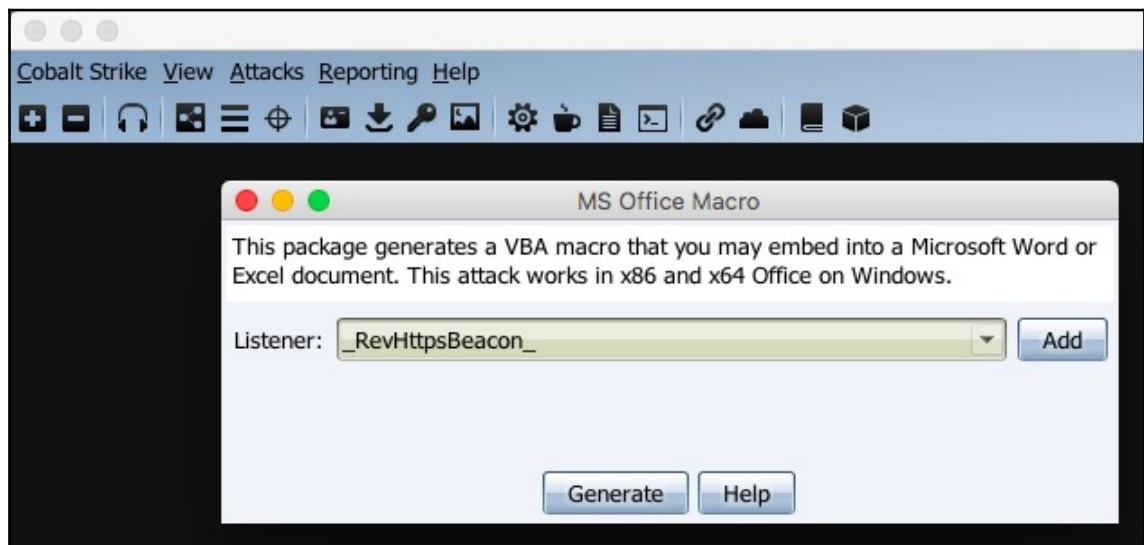 Cobalt Strike View Attacks Reporting Help
MS Office Macro
This package generates a VBA macro that you may embed into a Microsoft Word or
Excel document. This attack works in x86 and x64 Office on Windows.
Listener: _RevHttpsBeacon_ Add
Generate Help